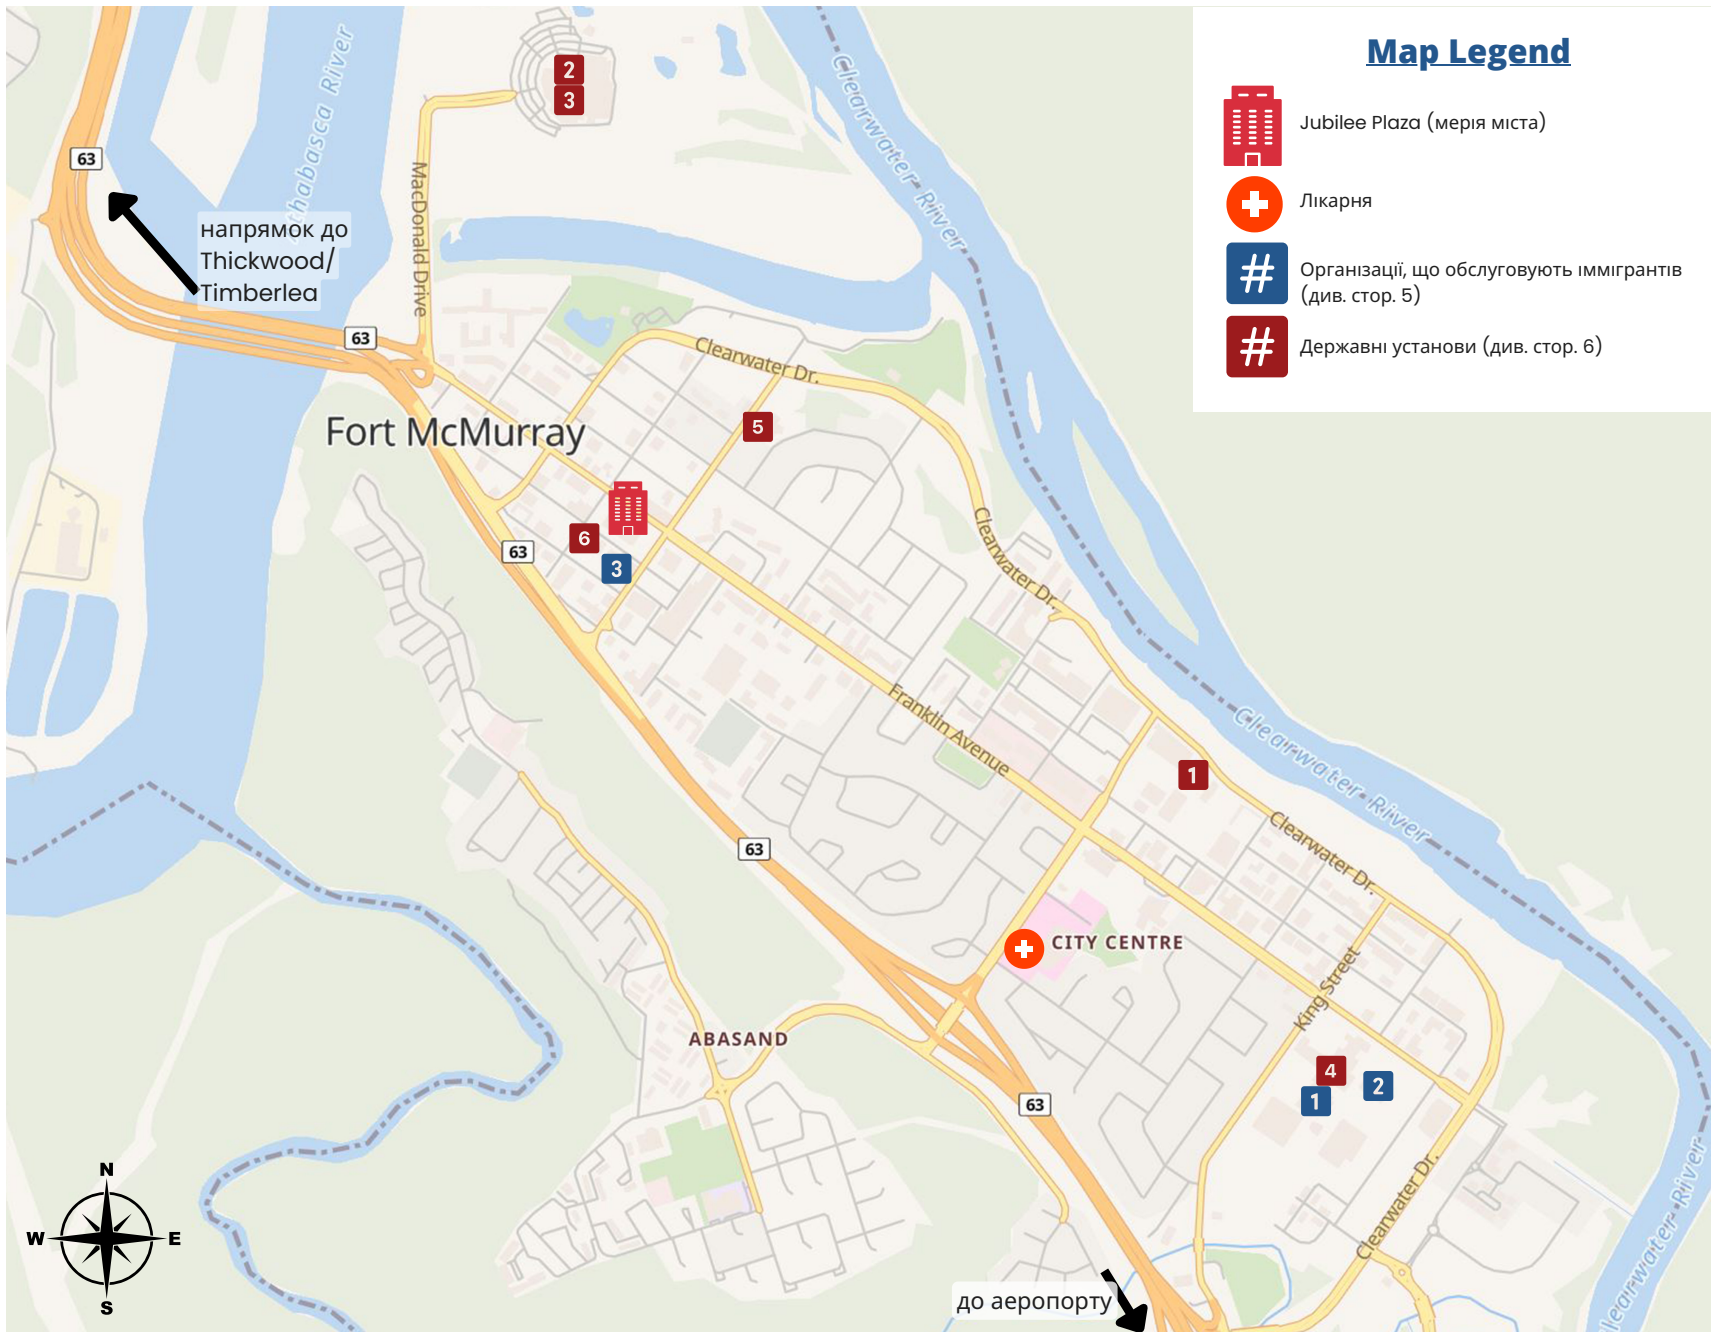 Map Legend
Jubilee Plaza (мерія міста)
Лікарня
#
Організації, що обслуговують іммігрантів
(див. стор. 5)
#
Державні установи (див. стор. 6)
2
3
Athabasca River
Clearwater River
63
MacDonald Drive
напрямок до
Thickwood/
Timberlea
63
Clearwater Dr.
Fort McMurray
5
6
63
3
Clearwater Dr.
Franklin Avenue
Clearwater River
1
Clearwater Dr.
63
CITY CENTRE
King Street
ABASAND
4
2
1
63
Clearwater Dr.
Clearwater River
N
W
E
S
до аеропорту